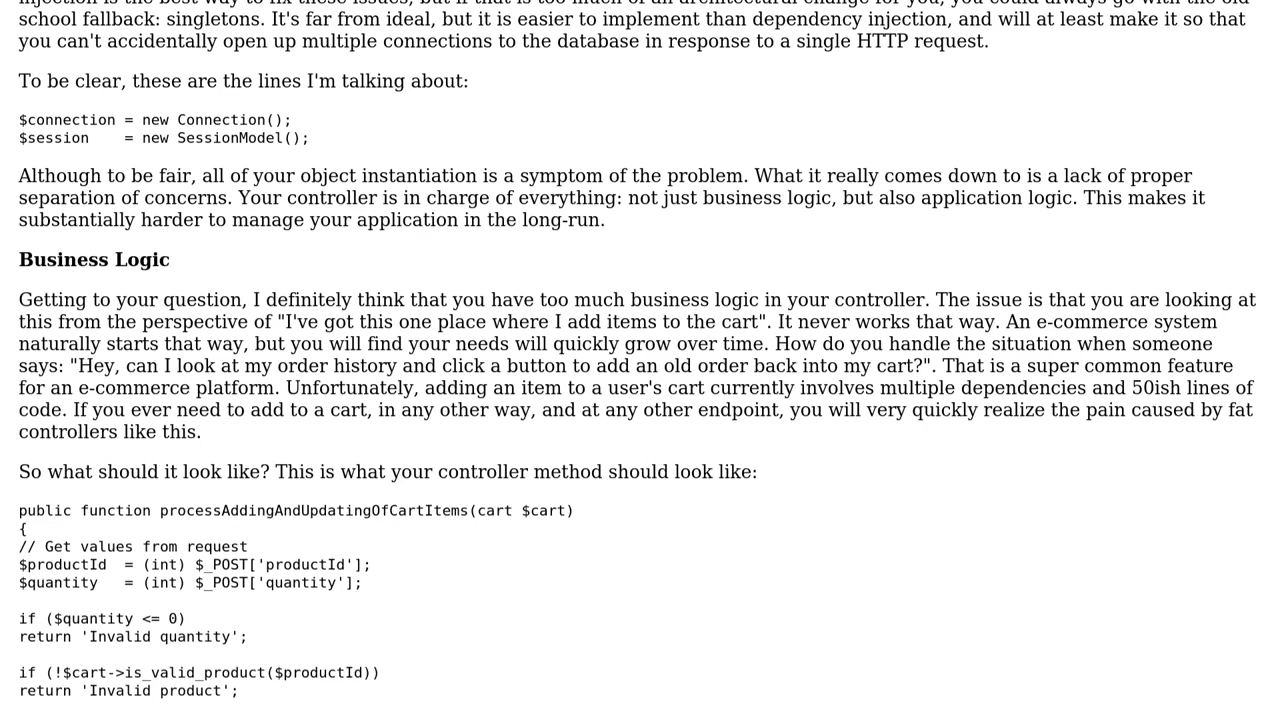 school fallback: singletons. It's far from ideal, but it is easier to implement than dependency injection, and will at least make it so that
you can't accidentally open up multiple connections to the database in response to a single HTTP request.
To be clear, these are the lines I'm talking about:
$connection = new Connection();
$session    = new SessionModel();
Although to be fair, all of your object instantiation is a symptom of the problem. What it really comes down to is a lack of proper
separation of concerns. Your controller is in charge of everything: not just business logic, but also application logic. This makes it
substantially harder to manage your application in the long-run.
Business Logic
Getting to your question, I definitely think that you have too much business logic in your controller. The issue is that you are looking at
this from the perspective of "I've got this one place where I add items to the cart". It never works that way. An e-commerce system
naturally starts that way, but you will find your needs will quickly grow over time. How do you handle the situation when someone
says: "Hey, can I look at my order history and click a button to add an old order back into my cart?". That is a super common feature
for an e-commerce platform. Unfortunately, adding an item to a user's cart currently involves multiple dependencies and 50ish lines of
code. If you ever need to add to a cart, in any other way, and at any other endpoint, you will very quickly realize the pain caused by fat
controllers like this.
So what should it look like? This is what your controller method should look like:
public function processAddingAndUpdatingOfCartItems(cart $cart)
{
// Get values from request
$productId  = (int) $_POST['productId'];
$quantity   = (int) $_POST['quantity'];
if ($quantity <= 0)
return 'Invalid quantity';
if (!$cart->is_valid_product($productId))
return 'Invalid product';